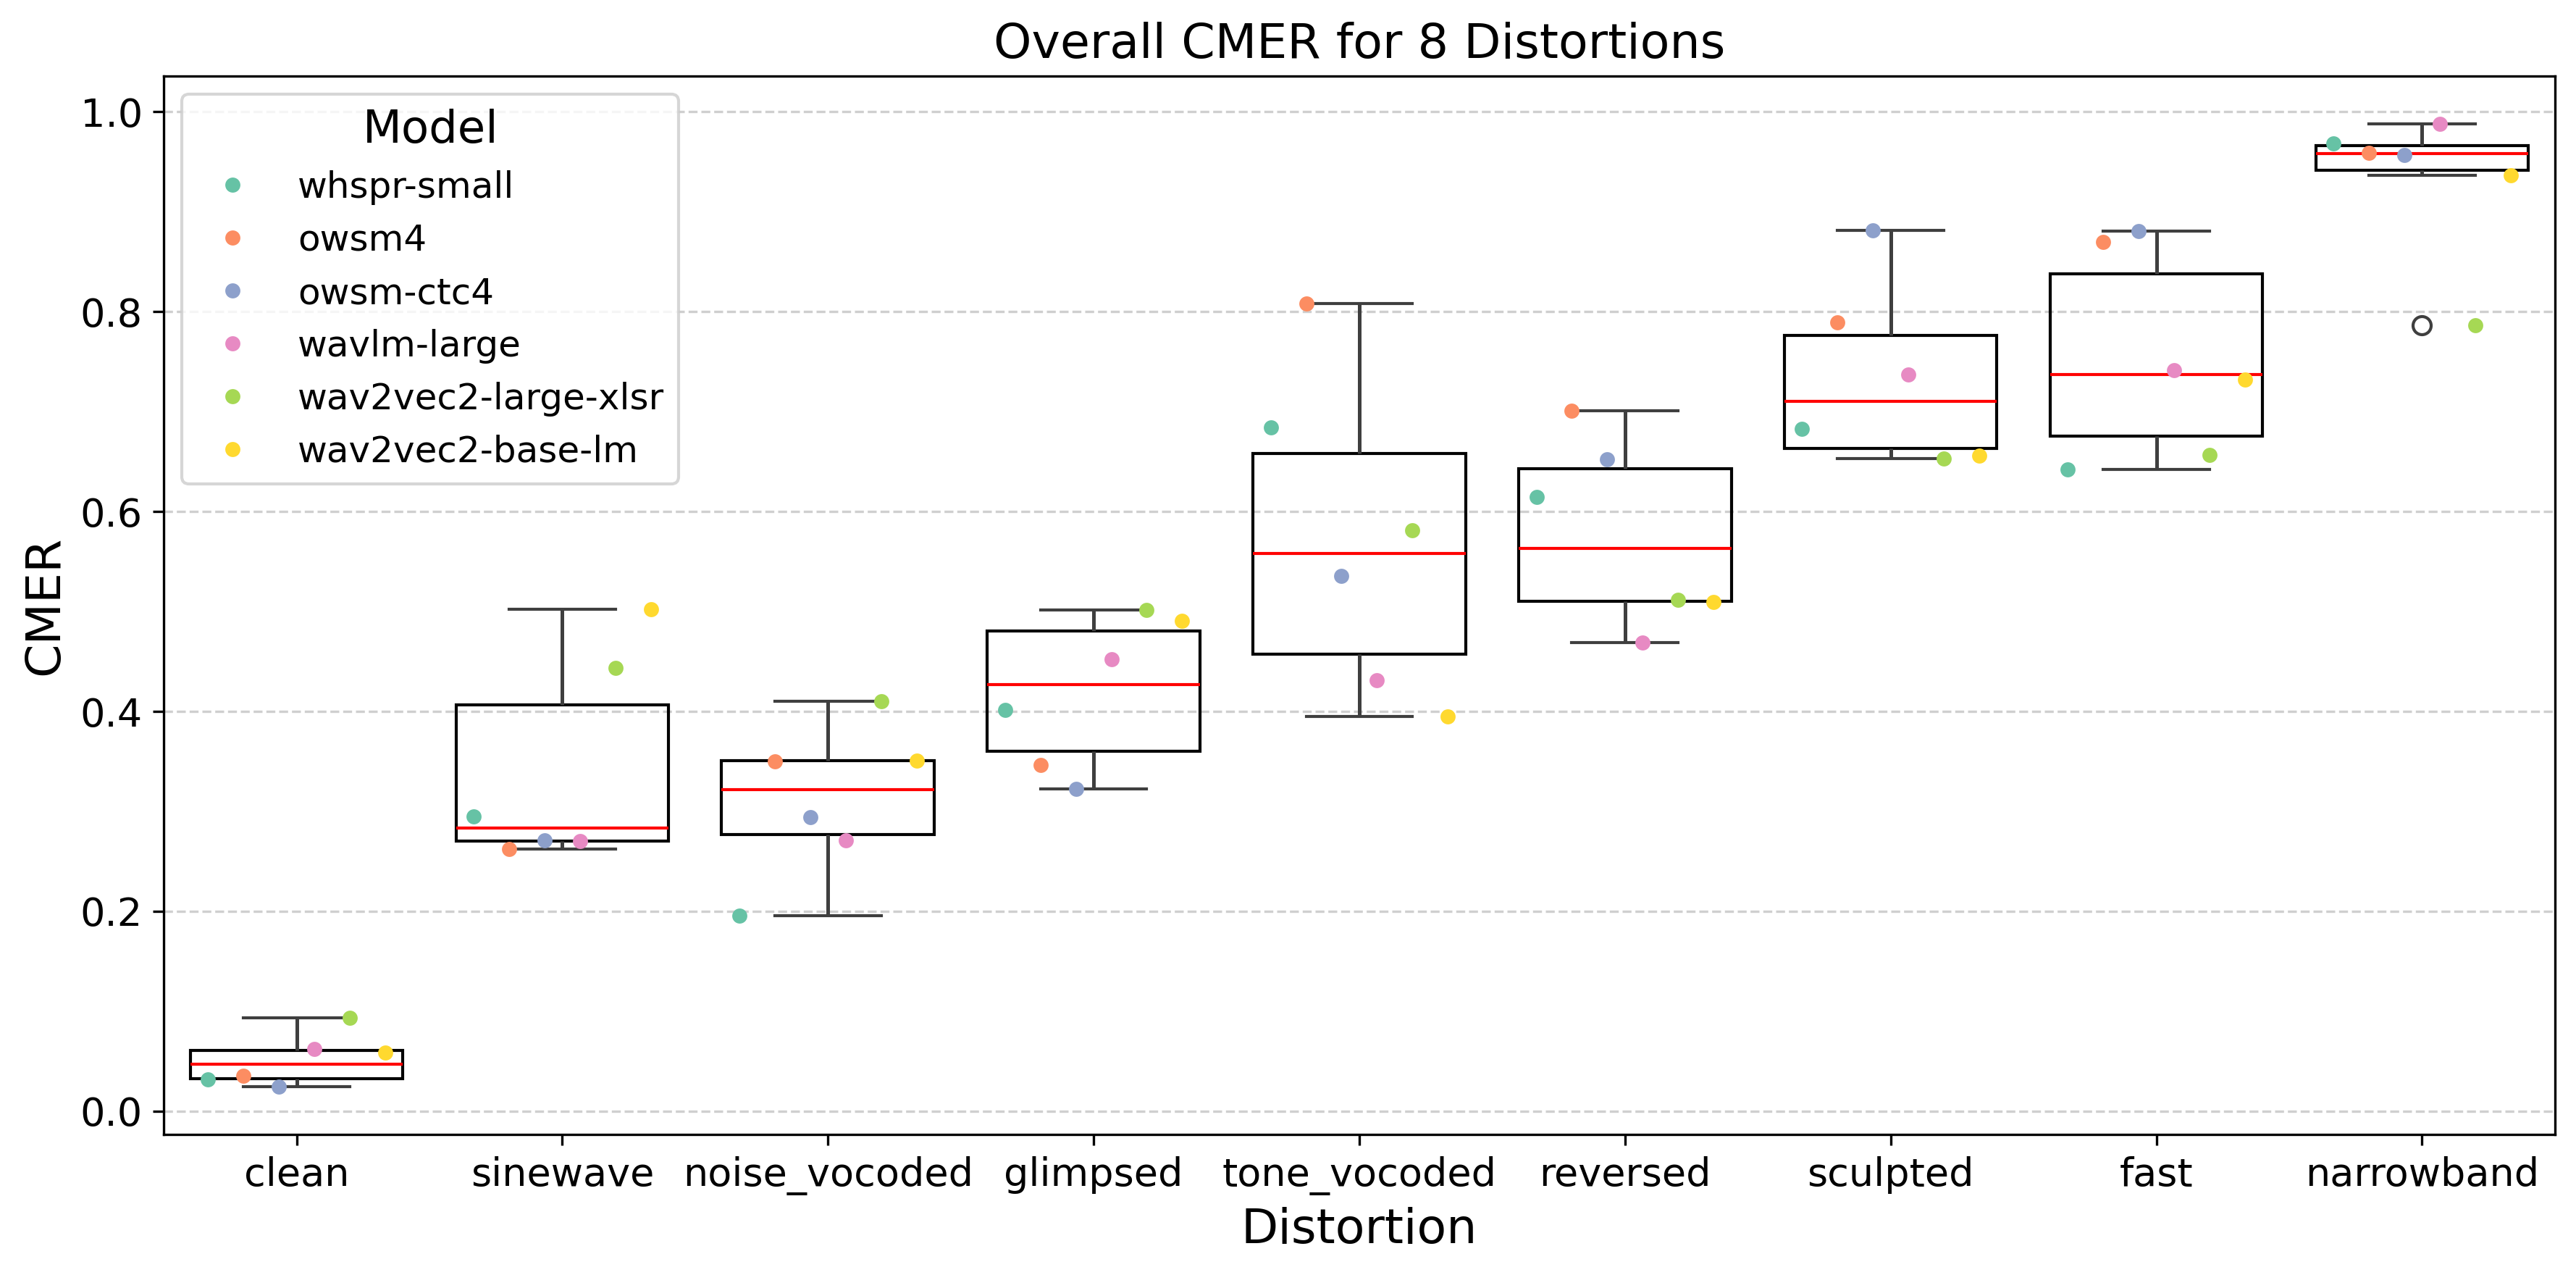 Overall CMER for 8 Distortions
1.0
0.8
0.6
0.4
0.2
0.0
CMER
Model
whspr-small
owsm4
owsm-ctc4
wavlm-large
wav2vec2-large-xlsr
wav2vec2-base-lm
clean sinewave noise_vocoded glimpsed tone_vocoded reversed sculpted fast narrowband
Distortion